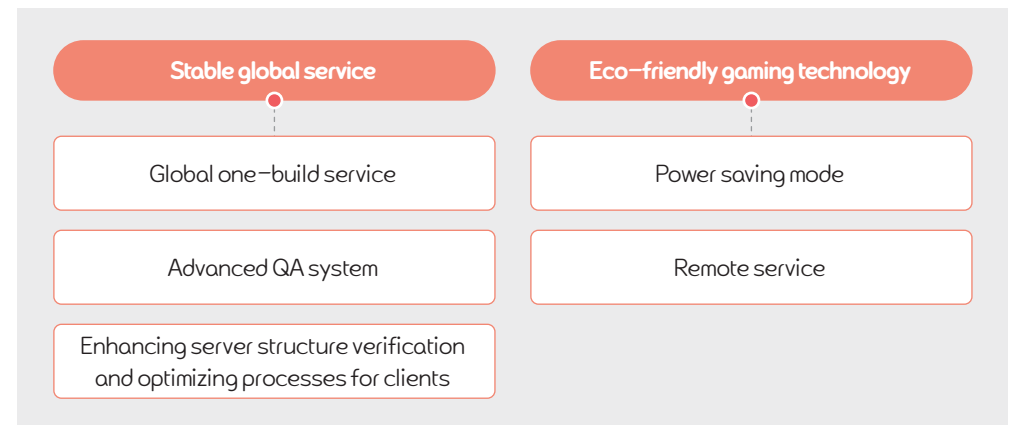 Stable global service
Global one-build service
Advanced QA system
Enhancing server structure verification
and optimizing processes for clients
Eco-friendly gaming technology
Power saving mode
Remote service